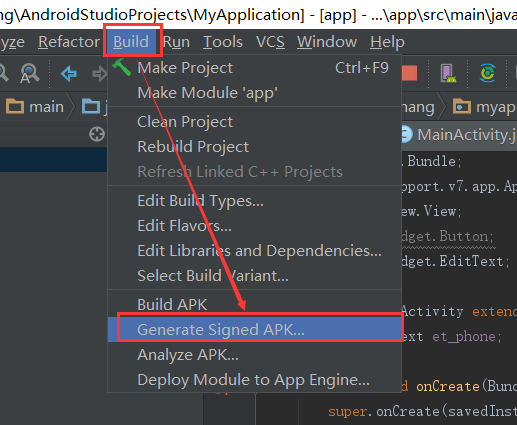 ng\AndroidStudioProjects\MyApplication] - [app] - ...\app\src\main\java
yze Refactor Build Run Tools VCS Window Help
Make Project Ctrl+F9
Make Module 'app'
main
hang
myap
Clean Project
MainActivity.j
Rebuild Project
.Bundle;
Refresh Linked C++ Projects
pport.v7.app.Ap
Edit Build Types...
ew.View;
Edit Flavors...
dget.Button;
Edit Libraries and Dependencies...
dget.EditText;
Select Build Variant...
Build APK
Activity extend
Generate Signed APK...
ext et_phone;
Analyze APK...
Deploy Module to App Engine...
d onCreate(Bund
super.onCreate(savedInst